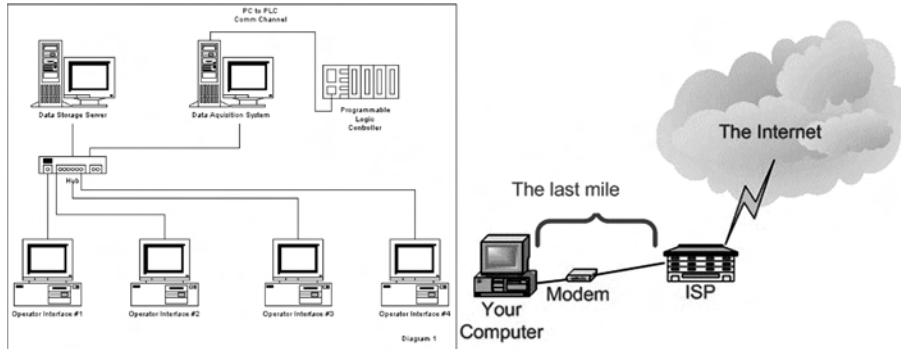 PC to PLC
Comm Channel
Data Storage Server
Data Aquisition System
Programmable
Logic
Controller
Hub
Operator Interface #1
Operator Interface #2
Operator Interface #3
Operator Interface #4
Diagram 1
The Internet
The last mile
Modem
ISP
Your
Computer